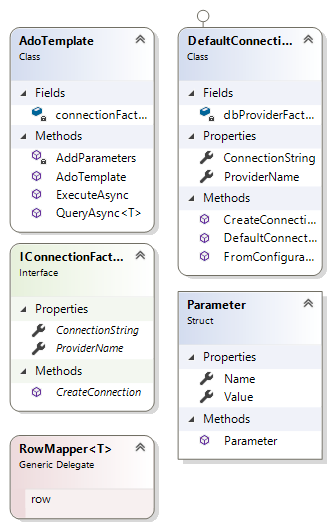 AdoTemplate
Class
Fields
connectionFact...
Methods
AddParameters
AdoTemplate
ExecuteAsync
QueryAsync<T>
IConnectionFact...
Interface
Properties
ConnectionString
ProviderName
Methods
CreateConnection
RowMapper<T>
Generic Delegate
row
DefaultConnecti...
Class
Fields
dbProviderFact...
Properties
ConnectionString
ProviderName
Methods
CreateConnecti...
DefaultConnect...
FromConfigura...
Parameter
Struct
Properties
Name
Value
Methods
Parameter